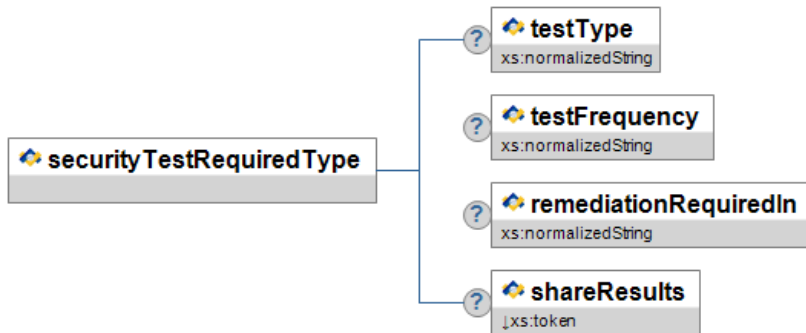 testType
xs:normalizedString
?
testFrequency
xs:normalizedString
?
securityTestRequiredType
remediationRequiredIn
xs:normalizedString
?
shareResults
↓xs:token
?